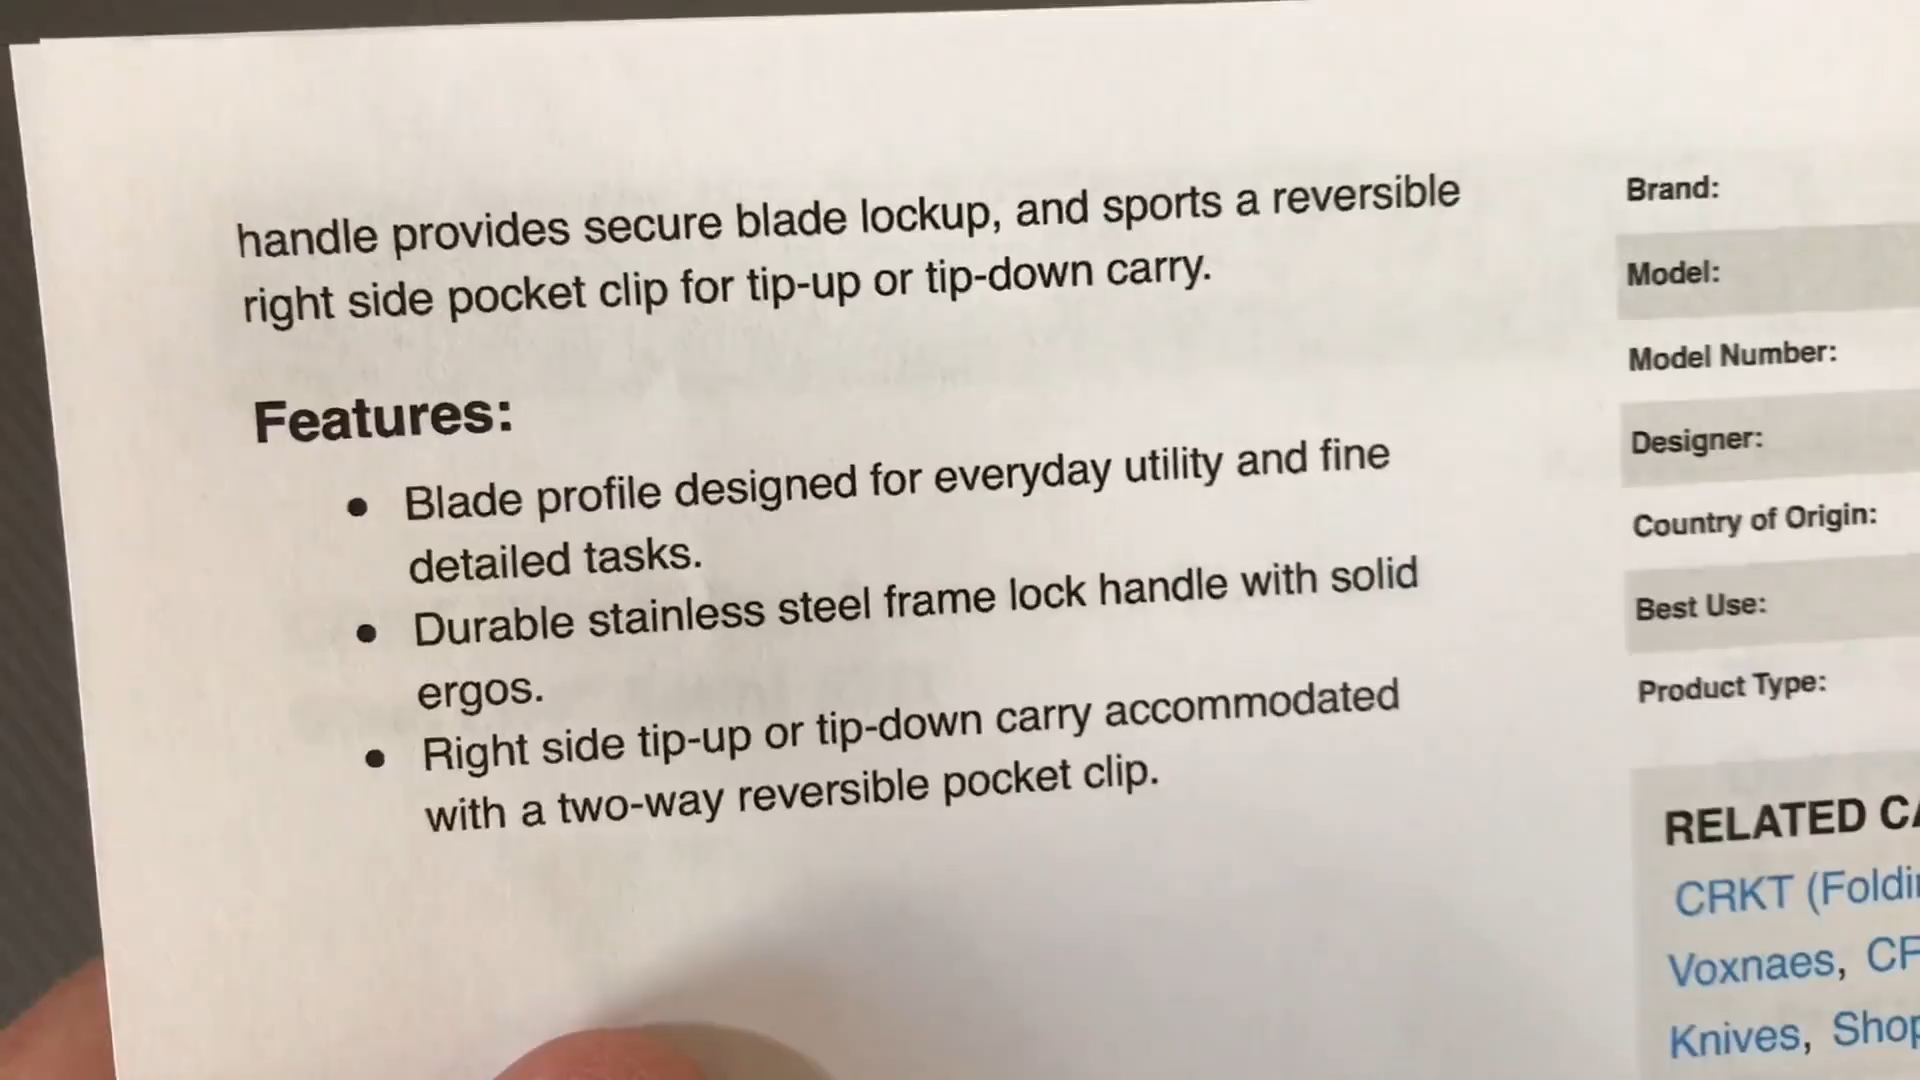 handle provides secure blade lockup, and sports a reversible
right side pocket clip for tip-up or tip-down carry.
Features:
• Blade profile designed for everyday utility and fine
detailed tasks.
• Durable stainless steel frame lock handle with solid
ergos.
• Right side tip-up or tip-down carry accommodated
with a two-way reversible pocket clip.
Brand:
Model:
Model Number:
Designer:
Country of Origin:
Best Use:
Product Type:
RELATED
CRKT
Voxnaes,
Knives,